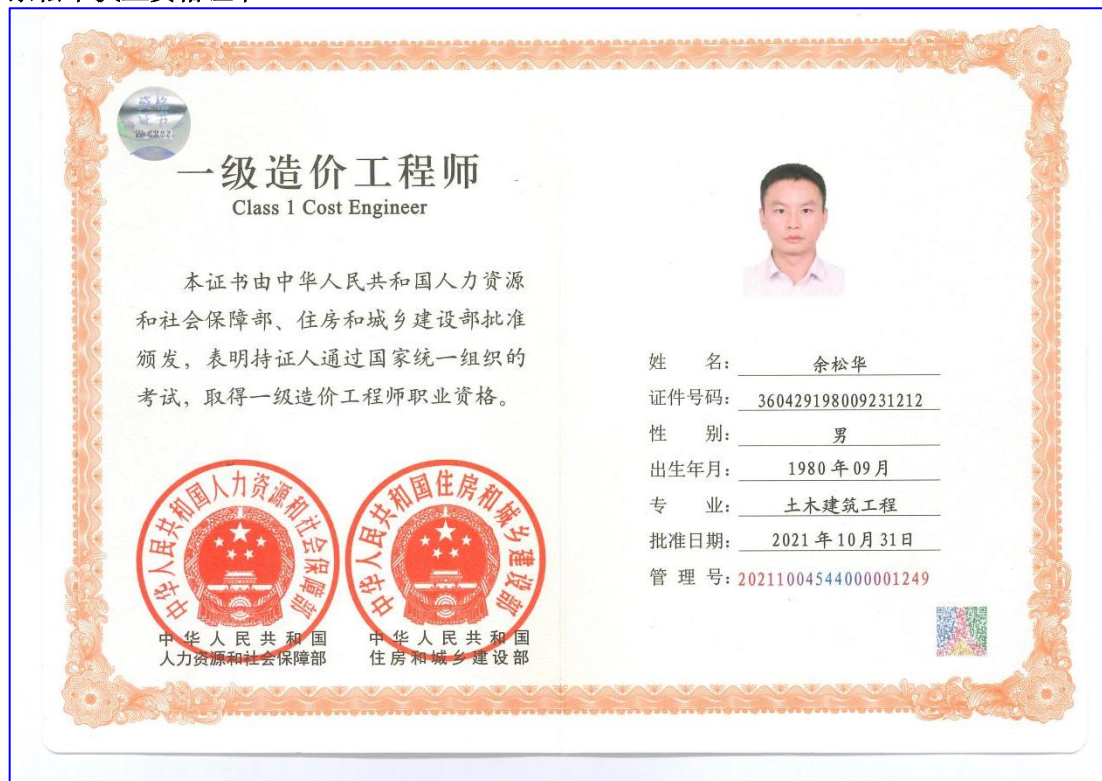 资格
证书
一级造价工程师
Class 1 Cost Engineer
本证书由中华人民共和国人力资源
和社会保障部、住房和城乡建设部批准
颁发，表明持证人通过国家统一组织的
考试，取得一级造价工程师职业资格。
中华人民共和国人力资源和社会保障部
中华人民共和国住房和城乡建设部
中华人民共和国
人力资源和社会保障部
中华人民共和国
住房和城乡建设部
姓 名： 余松华
证件号码： 360429198009231212
性 别： 男
出生年月： 1980年09月
专 业： 土木建筑工程
批准日期： 2021年10月31日
管 理 号：20211004544000001249